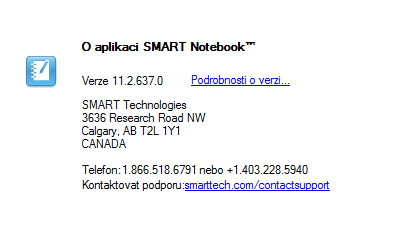 O aplikaci SMART Notebook™
Verze 11.2.637.0 Podrobnosti o verzi...
SMART Technologies
3636 Research Road NW
Calgary, AB T2L 1Y1
CANADA
Telefon: 1.866.518.6791 nebo +1.403.228.5940
Kontaktovat podporu:smarttech.com/contactsupport